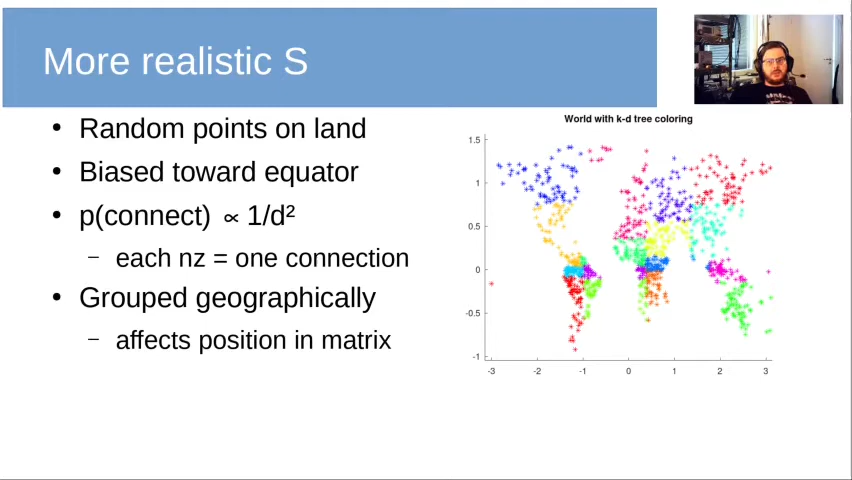 More realistic S
• Random points on land
• Biased toward equator
• p(connect) ∝ 1/d²
– each nz = one connection
• Grouped geographically
– affects position in matrix
World with k-d tree coloring
1.5
1
0.5
0
-0.5
-1
-3 -2 -1 0 1 2 3